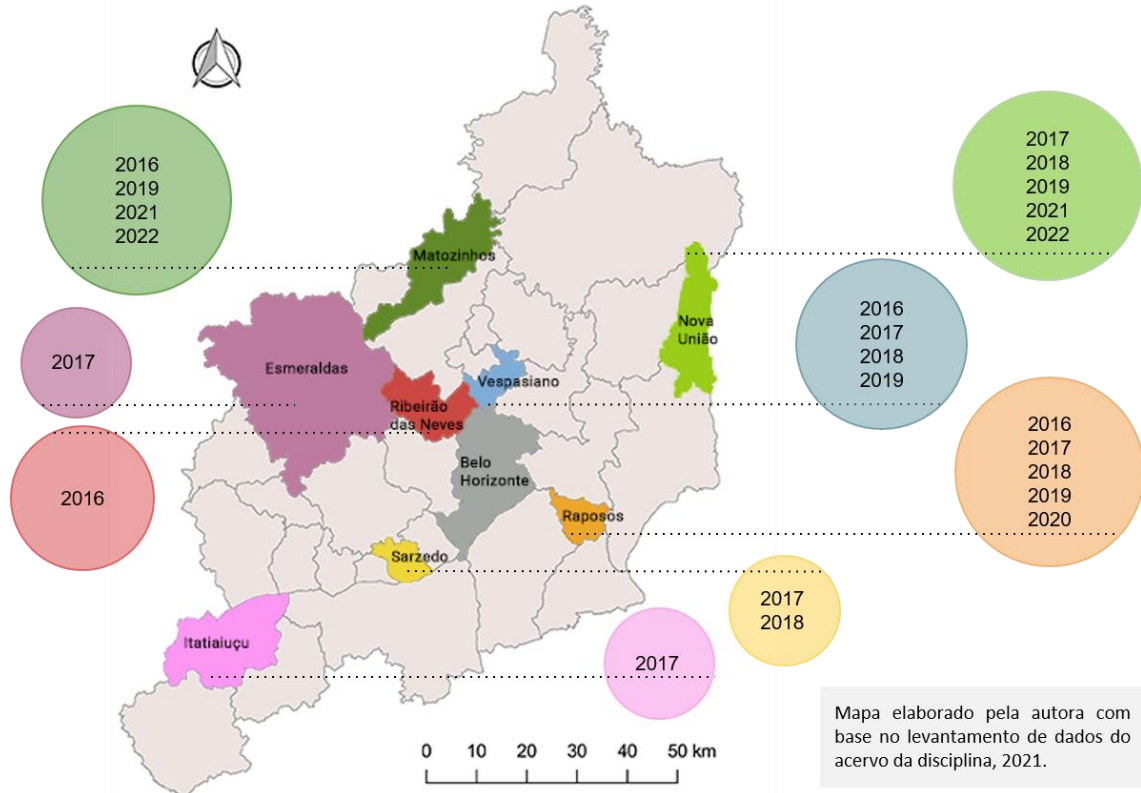 2016
2019
2021
2022
2017
2018
2019
2021
2022
Matozinhos
2016
2017
2018
2019
Nova
União
2017
Esmeraldas
Vespasiano
Ribeirão
das Neves
2016
2017
2018
2019
2020
Belo
Horizonte
2016
Raposos
Sarzedo
2017
2018
Itatiaiuçu
2017
Mapa elaborado pela autora com
base no levantamento de dados do
acervo da disciplina, 2021.
0 10 20 30 40 50 km